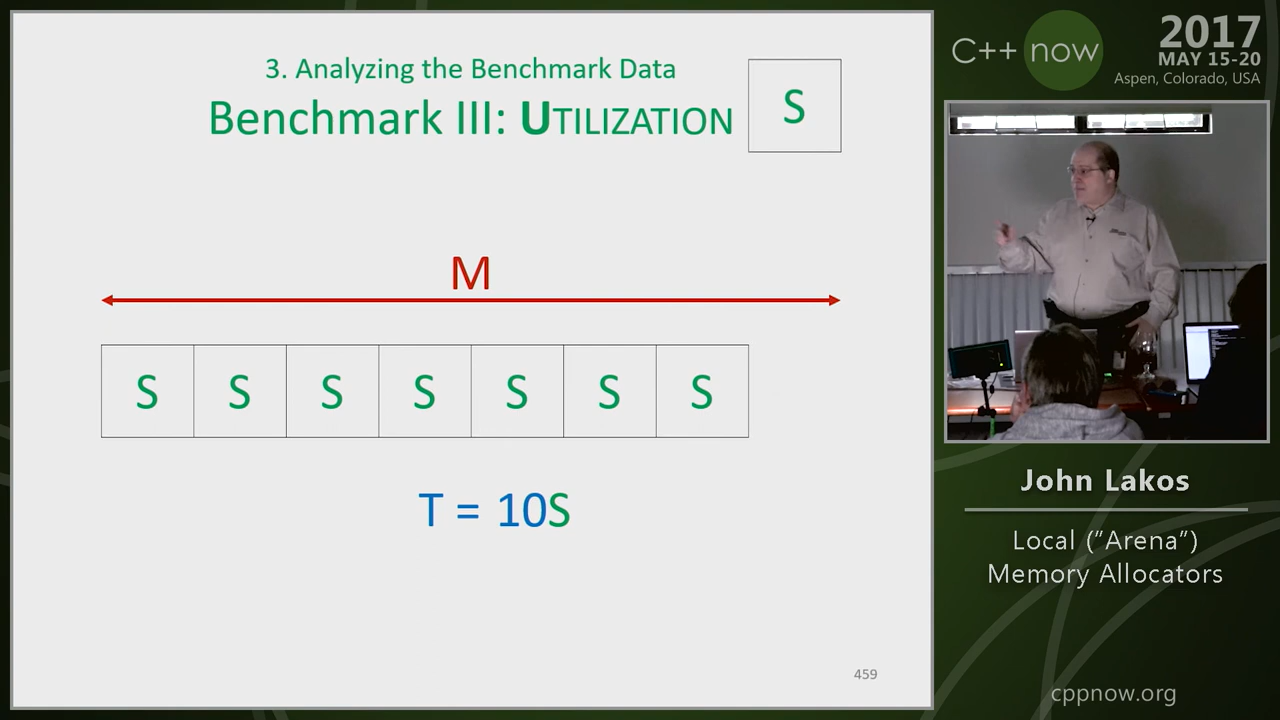 3. Analyzing the Benchmark Data
Benchmark III: UTILIZATION
S
M
S S S S S S S
T = 10S
459
C++ now
2017
MAY 15-20
Aspen, Colorado, USA
John Lakos
Local ("Arena")
Memory Allocators
cppnow.org